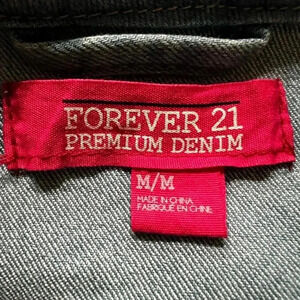 FOREVER 21
PREMIUM DENIM
M/M
MADE IN CHINA
FABRIQUÉ EN CHINE